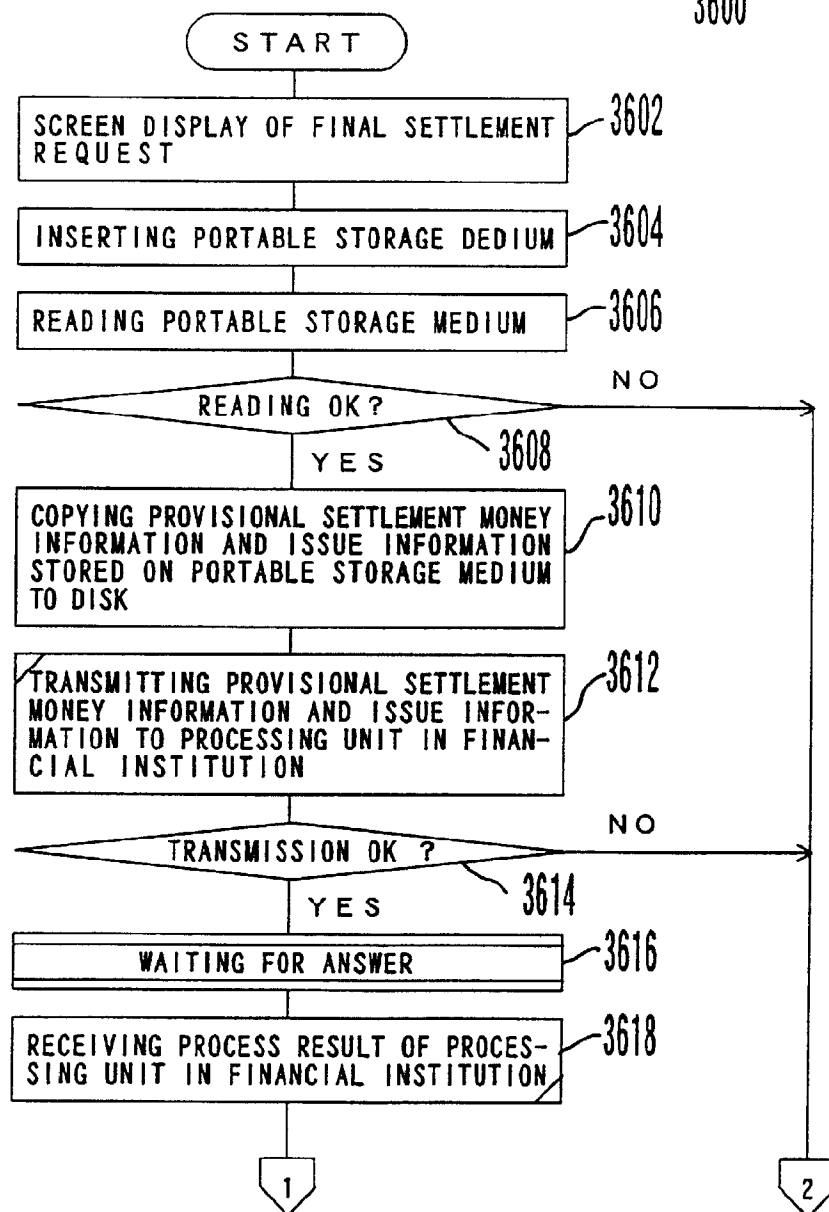 3600
START
SCREEN DISPLAY OF FINAL SETTLEMENT
REQUEST
3602
INSERTING PORTABLE STORAGE DEDIUM
3604
READING PORTABLE STORAGE MEDIUM
3606
READING OK?
NO
3608
YES
COPYING PROVISIONAL SETTLEMENT MONEY
INFORMATION AND ISSUE INFORMATION
STORED ON PORTABLE STORAGE MEDIUM
TO DISK
3610
TRANSMITTING PROVISIONAL SETTLEMENT
MONEY INFORMATION AND ISSUE INFOR-
MATION TO PROCESSING UNIT IN FINAN-
CIAL INSTITUTION
3612
TRANSMISSION OK ?
NO
3614
YES
WAITING FOR ANSWER
3616
RECEIVING PROCESS RESULT OF PROCES-
SING UNIT IN FINANCIAL INSTITUTION
3618
1
2